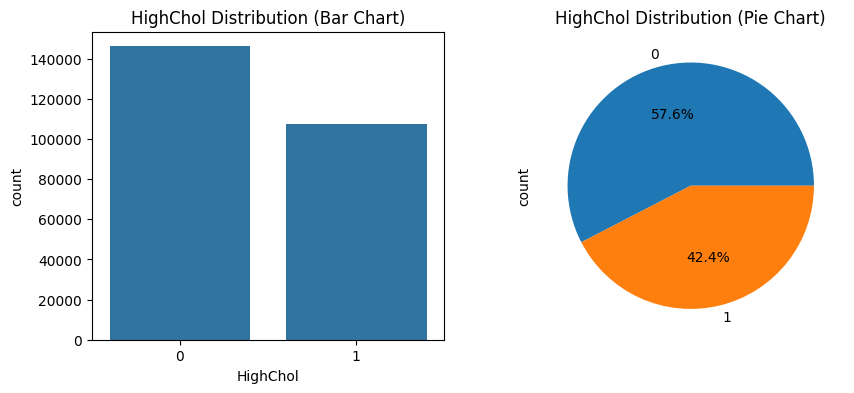 HighChol Distribution (Bar Chart)
count
140000
120000
100000
80000
60000
40000
20000
0
0 1
HighChol
HighChol Distribution (Pie Chart)
count
0
57.6%
42.4%
1